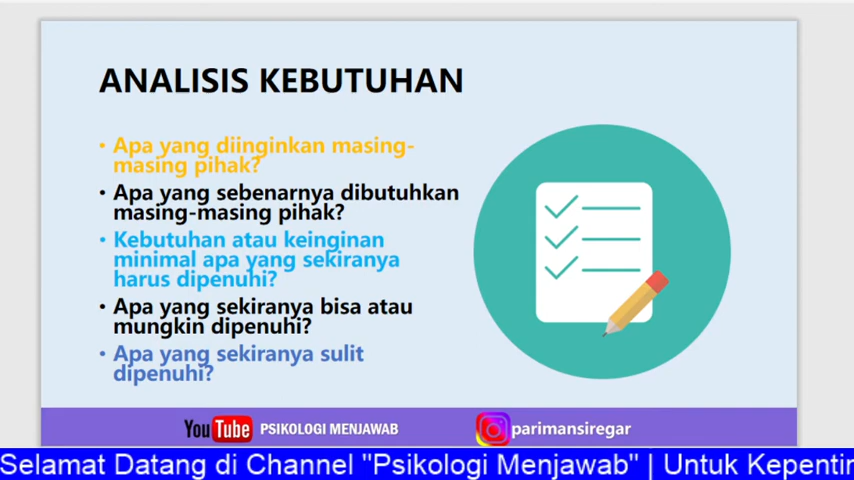 ANALISIS KEBUTUHAN
• Apa yang diinginkan masing-
masing pihak?
• Apa yang sebenarnya dibutuhkan
masing-masing pihak?
• Kebutuhan atau keinginan
minimal apa yang sekiranya
harus dipenuhi?
• Apa yang sekiranya bisa atau
mungkin dipenuhi?
• Apa yang sekiranya sulit
dipenuhi?
YouTube PSIKOLOGI MENJAWAB
parimansiregar
Selamat Datang di Channel "Psikologi Menjawab" | Untuk Kepentin